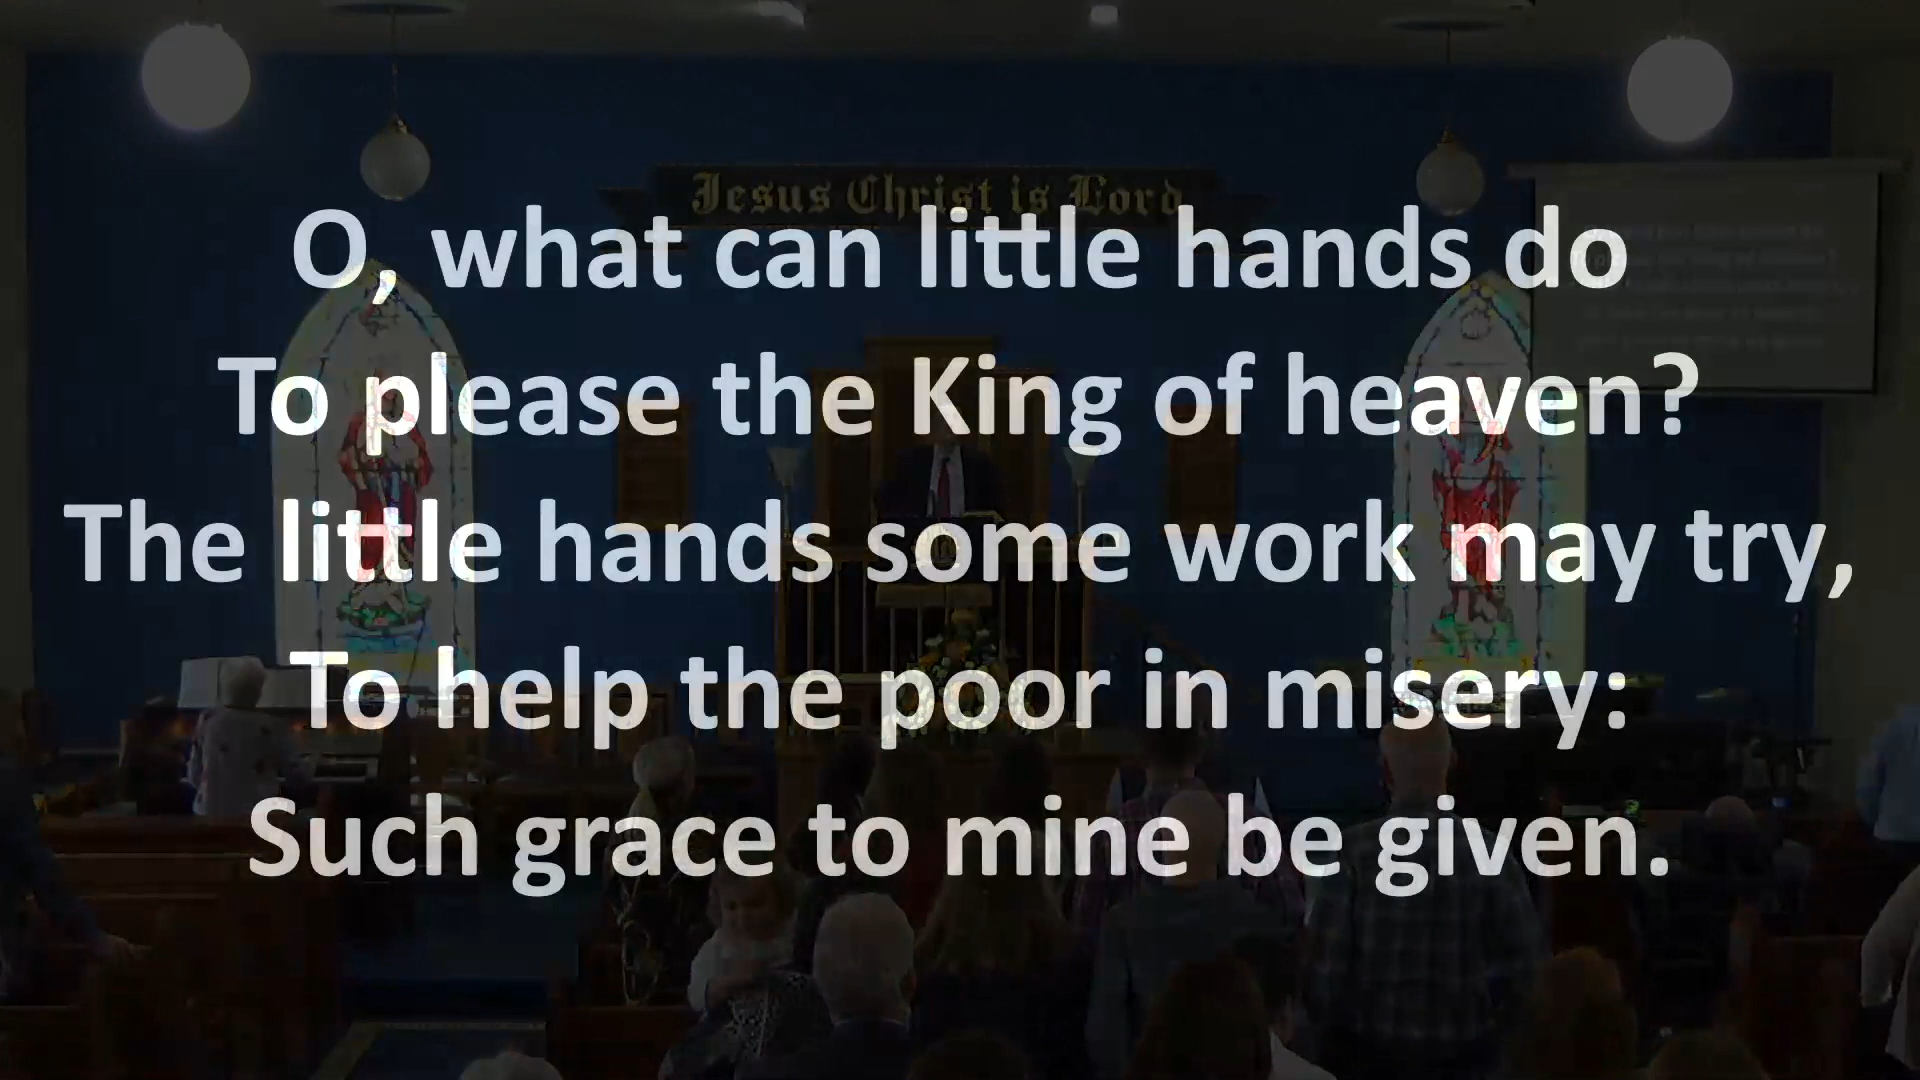 Jesus Christ is Lord
O, what can little hands do
To please the King of heaven?
The little hands some work may try,
To help the poor in misery:
Such grace to mine be given.